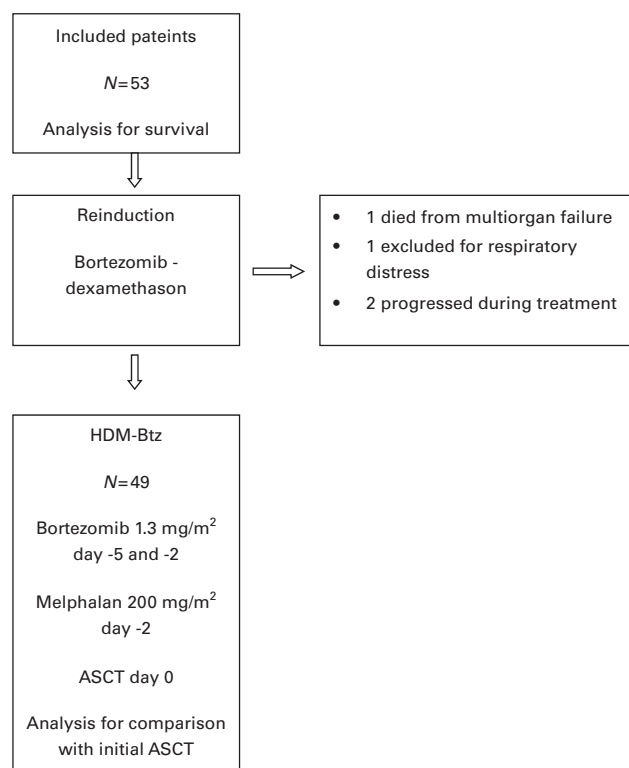 Included pateints
N=53
Analysis for survival
Reinduction
Bortezomib -
dexamethason
• 1 died from multiorgan failure
• 1 excluded for respiratory
distress
• 2 progressed during treatment
HDM-Btz
N=49
Bortezomib 1.3 mg/m²
day -5 and -2
Melphalan 200 mg/m²
day -2
ASCT day 0
Analysis for comparison
with initial ASCT